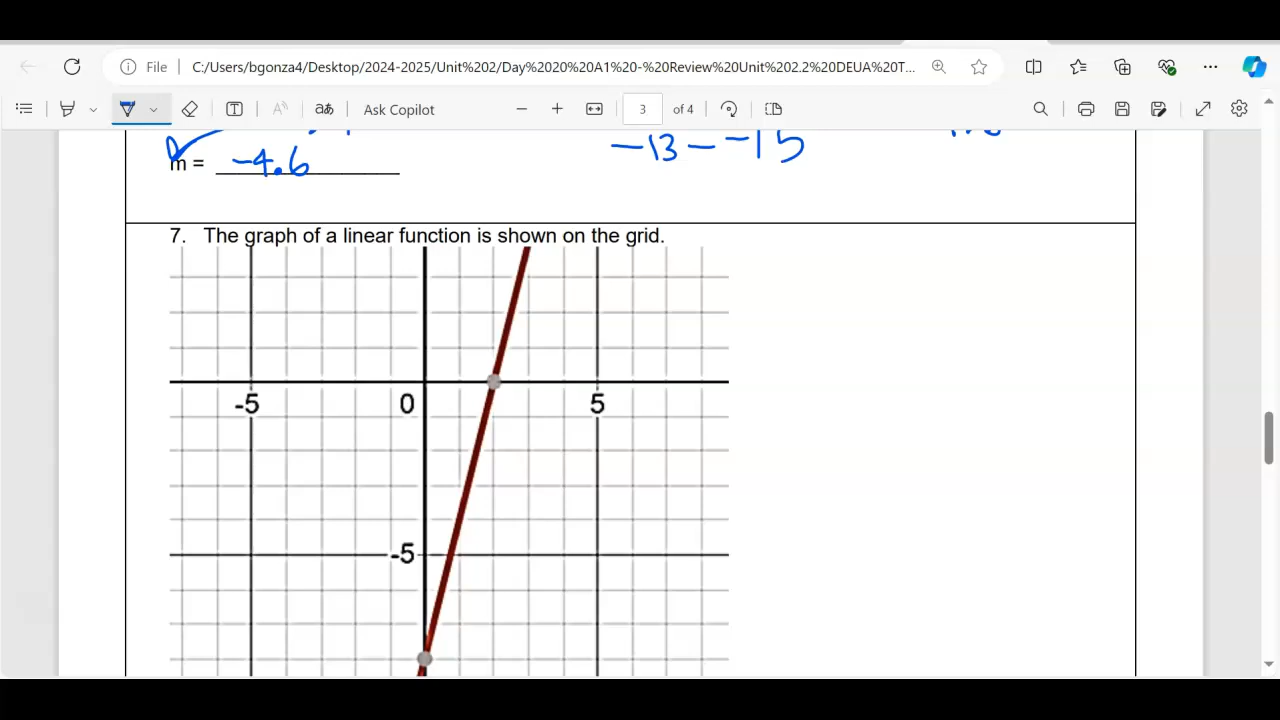 File C:/Users/bgonza4/Desktop/2024-2025/Unit%202/Day%2020%20A1%20-%20Review%20Unit%202.2%20DEUA%20T...
Ask Copilot 3 of 4
-13 - -15
m = -4.6
7. The graph of a linear function is shown on the grid.
-5 0 5
-5